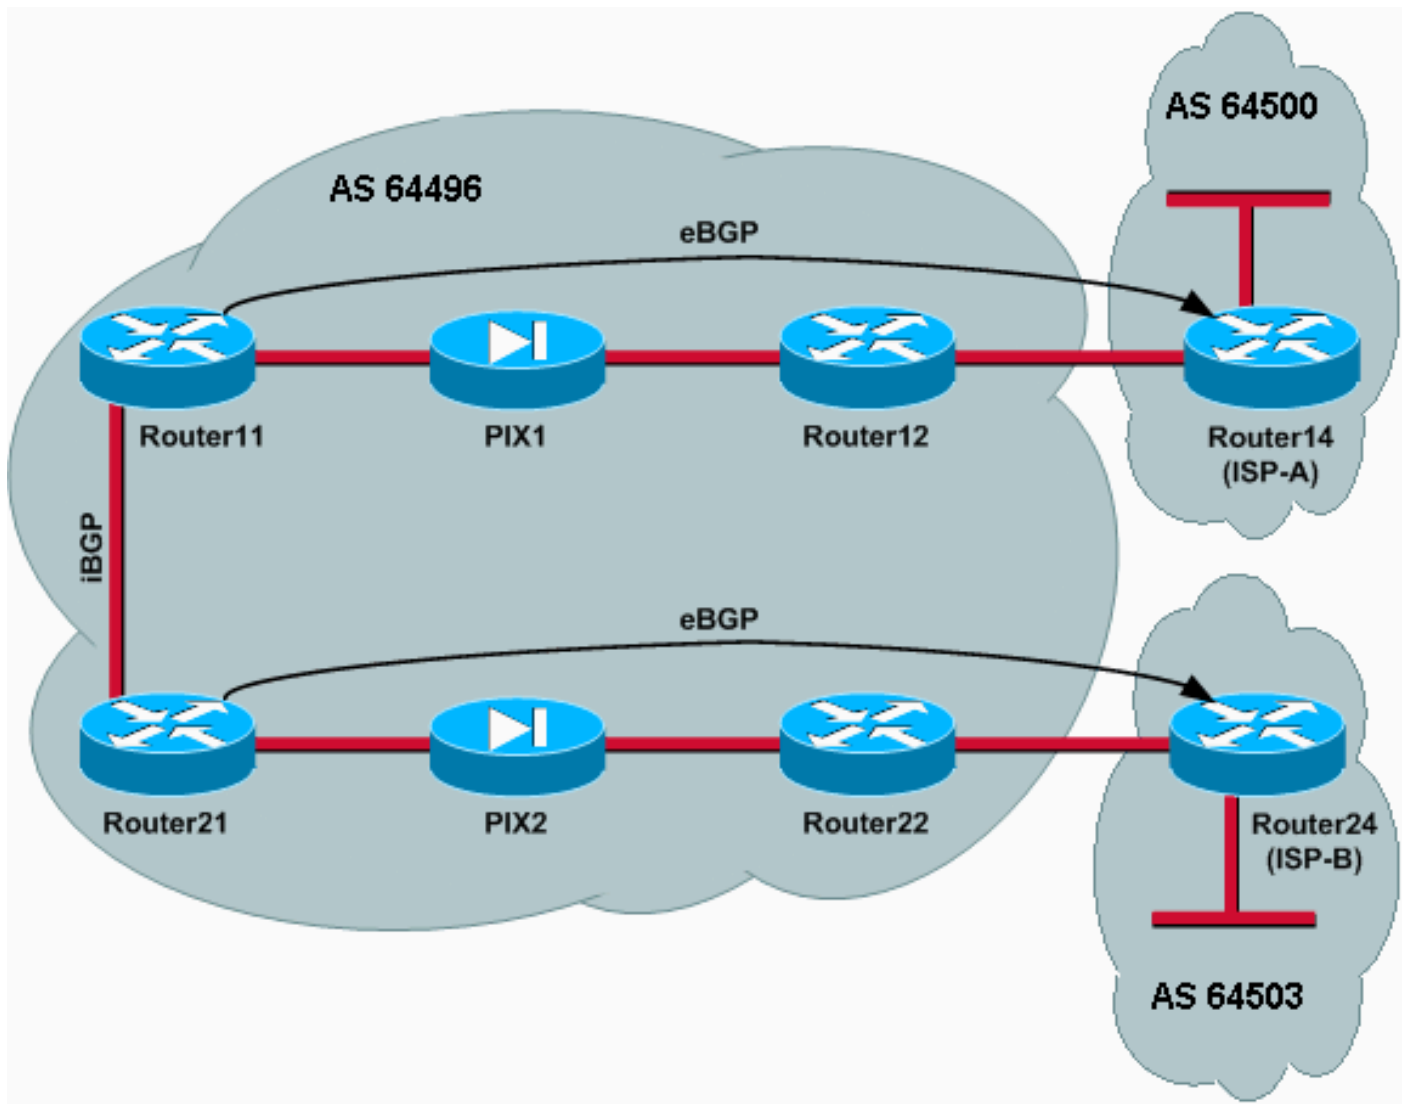 AS 64500
AS 64496
eBGP
Router11
PIX1
Router12
Router14
(ISP-A)
iBGP
eBGP
Router21
PIX2
Router22
Router24
(ISP-B)
AS 64503